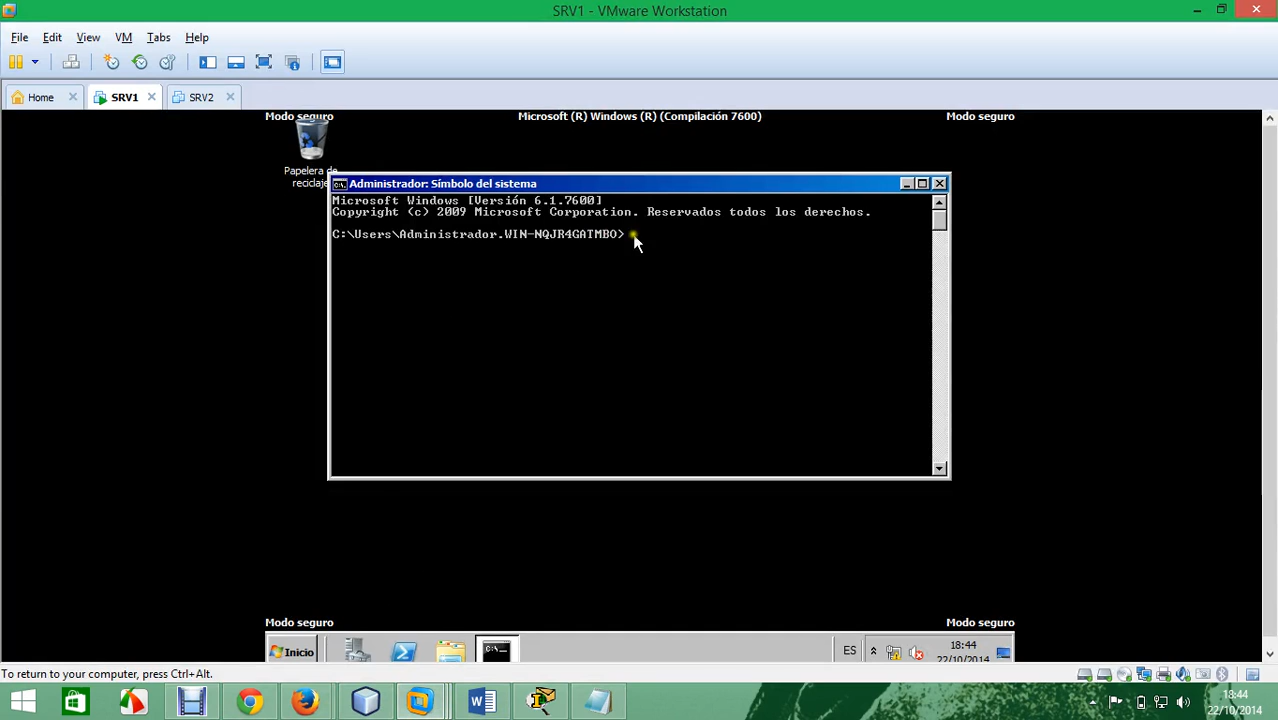 SRV1 - VMware Workstation
File Edit View VM Tabs Help
Home SRV1 SRV2
Modo seguro Microsoft (R) Windows (R) (Compilación 7600) Modo seguro
Papelera de
reciclaje
Administrador: Símbolo del sistema
Microsoft Windows [Versión 6.1.7600]
Copyright (c) 2009 Microsoft Corporation. Reservados todos los derechos.
C:\Users\Administrador.WIN-NQJR4GATMBO>
Modo seguro Modo seguro
Inicio C:\ ES 18:44
22/10/2014
To return to your computer, press Ctrl+Alt.
18:44
22/10/2014